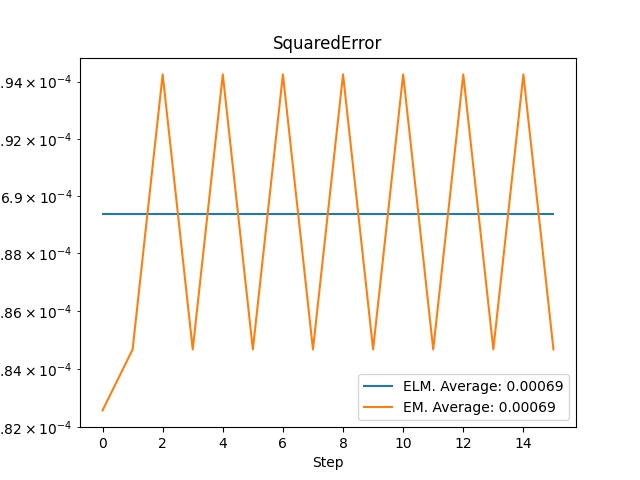 SquaredError
.94 × 10⁻⁴
.92 × 10⁻⁴
6.9 × 10⁻⁴
.88 × 10⁻⁴
.86 × 10⁻⁴
.84 × 10⁻⁴
.82 × 10⁻⁴
ELM. Average: 0.00069
EM. Average: 0.00069
0 2 4 6 8 10 12 14
Step